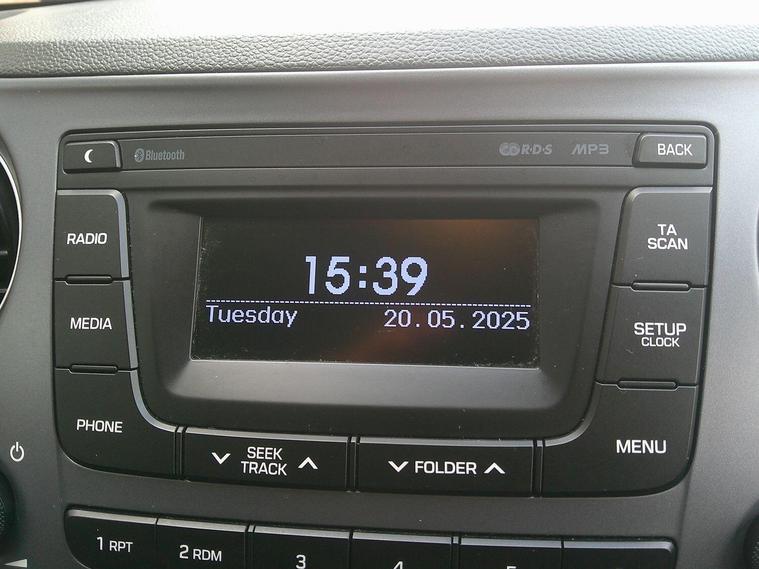 Bluetooth R·D·S MP3 BACK
RADIO
TA
SCAN
15:39
Tuesday 20.05.2025
MEDIA
SETUP
CLOCK
PHONE
SEEK
TRACK
FOLDER
MENU
1 RPT
2 RDM
3
4
5